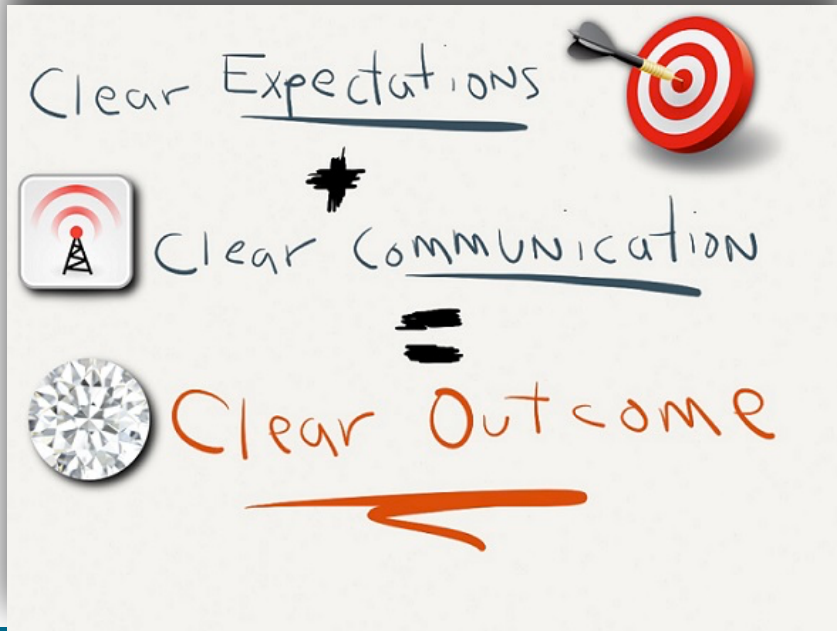 Clear Expectations
+
Clear Communication
=
Clear Outcome